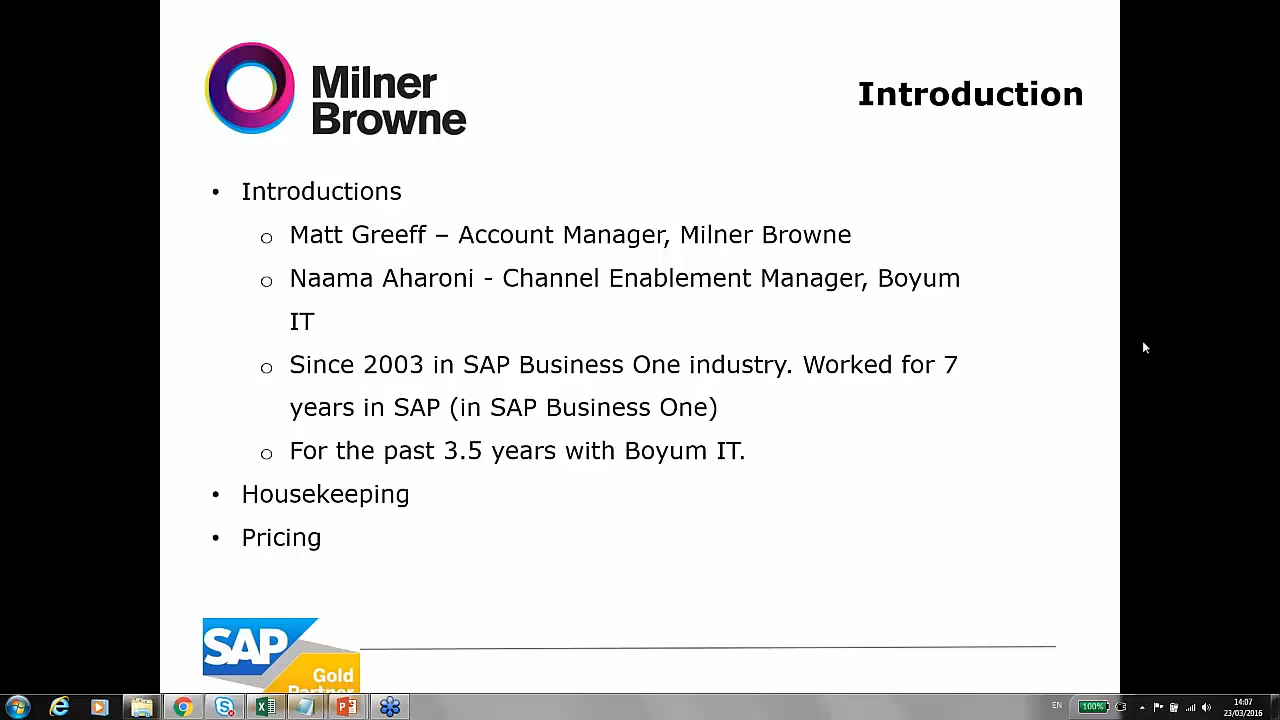 Milner
Browne
Introduction
• Introductions
o Matt Greeff – Account Manager, Milner Browne
o Naama Aharoni - Channel Enablement Manager, Boyum
IT
o Since 2003 in SAP Business One industry. Worked for 7
years in SAP (in SAP Business One)
o For the past 3.5 years with Boyum IT.
• Housekeeping
• Pricing
SAP
Gold
Partner
EN
100%
14:07
23/03/2016